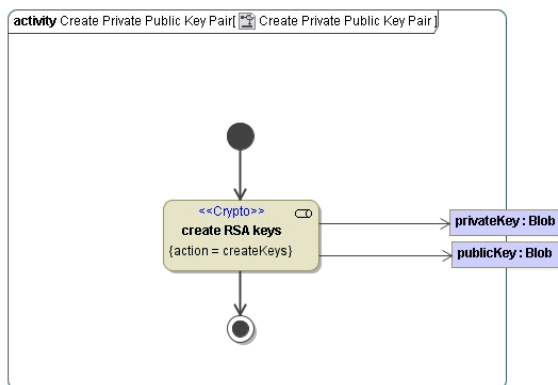 activity Create Private Public Key Pair[ Create Private Public Key Pair ]
<<Crypto>>
create RSA keys
{action = createKeys}
privateKey : Blob
publicKey : Blob